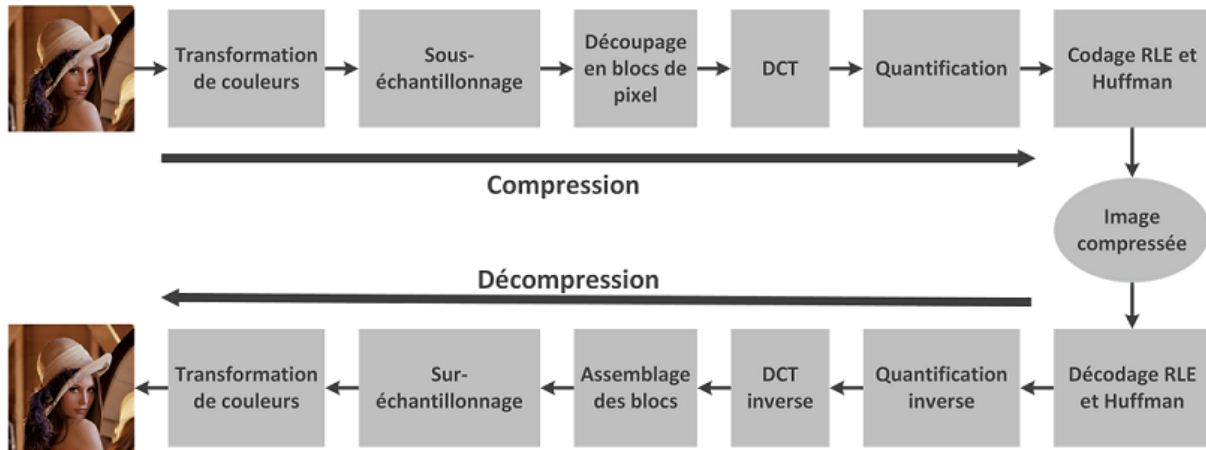 Transformation
de couleurs
Sous-
échantillonnage
Découpage
en blocs de
pixel
DCT
Quantification
Codage RLE et
Huffman
Compression
Image
compressée
Décompression
Transformation
de couleurs
Sur-
échantillonnage
Assemblage
des blocs
DCT
inverse
Quantification
inverse
Décodage RLE
et Huffman